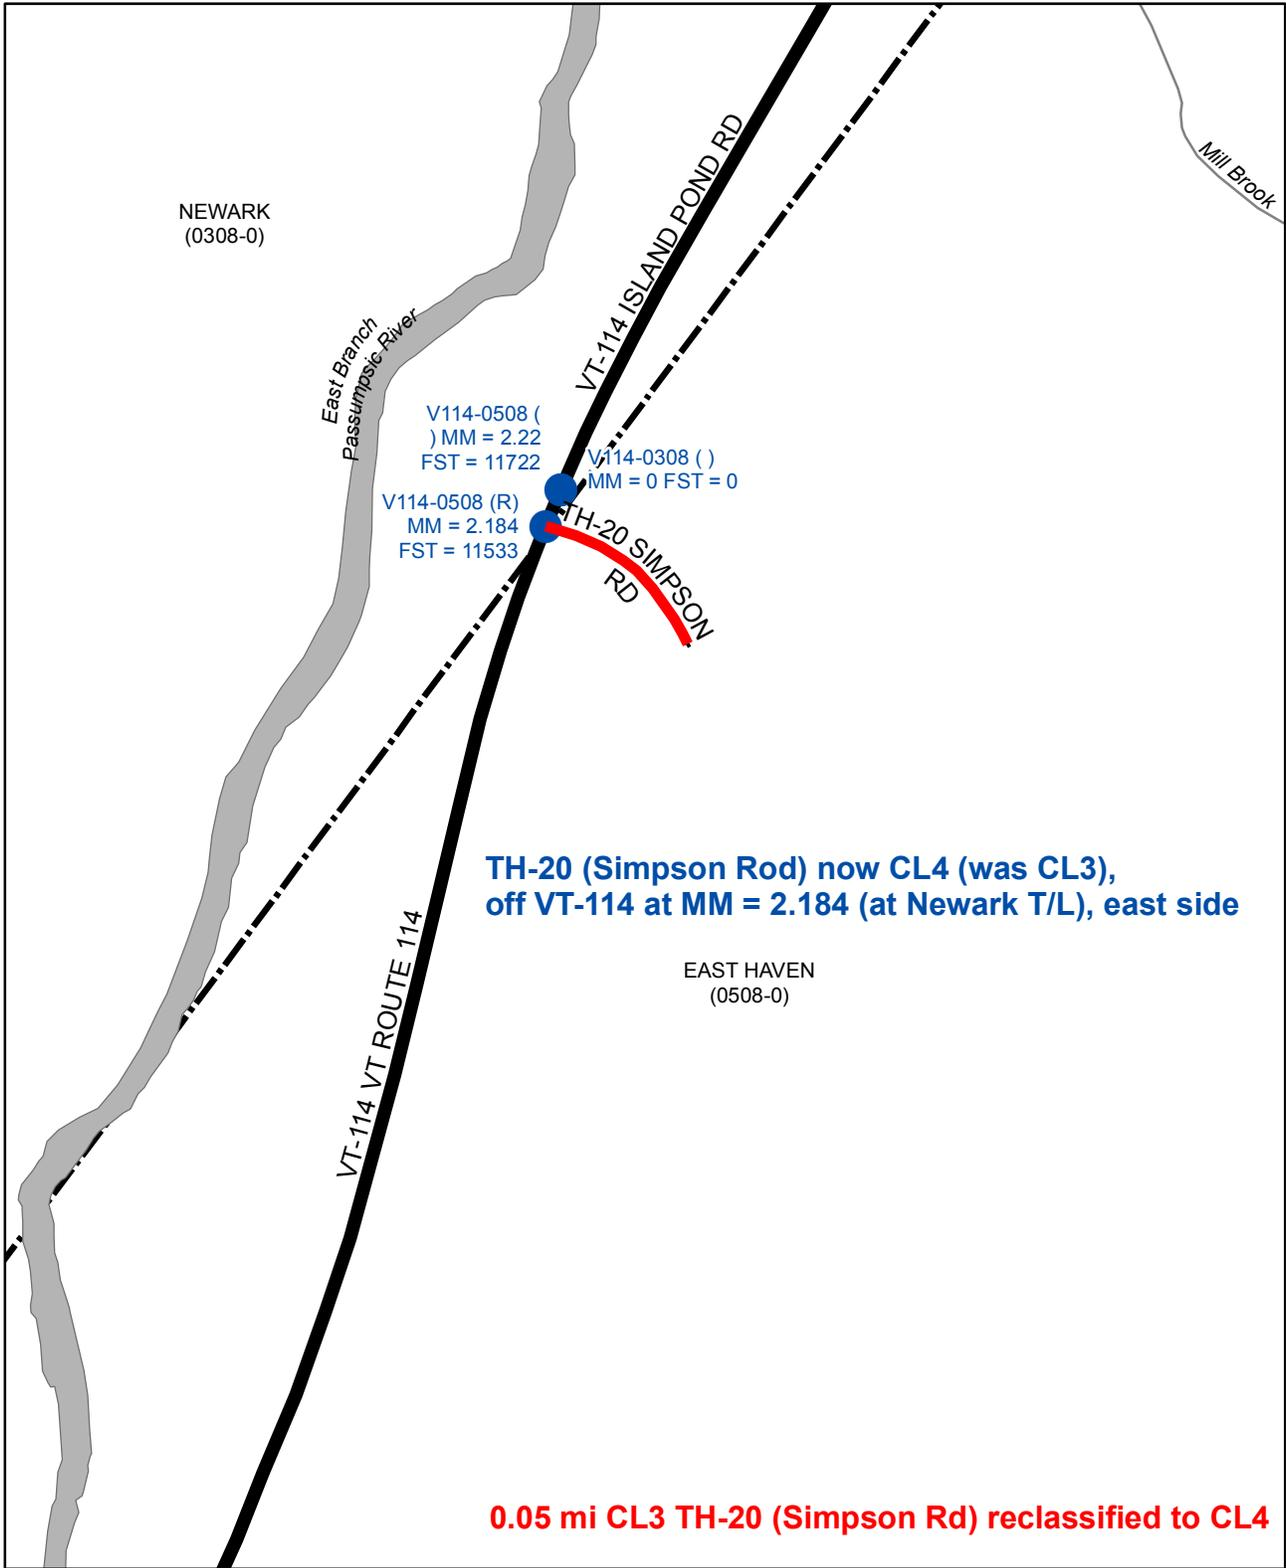 Mill Brook
VT-114 ISLAND POND RD
NEWARK
(0308-0)
East Branch
Passumpsic River
V114-0508 (
) MM = 2.22
FST = 11722
V114-0308 ( )
MM = 0 FST = 0
V114-0508 (R)
MM = 2.184
FST = 11533
TH-20 SIMPSON
RD
TH-20 (Simpson Rod) now CL4 (was CL3),
off VT-114 at MM = 2.184 (at Newark T/L), east side
EAST HAVEN
(0508-0)
VT-114 VT ROUTE 114
0.05 mi CL3 TH-20 (Simpson Rd) reclassified to CL4